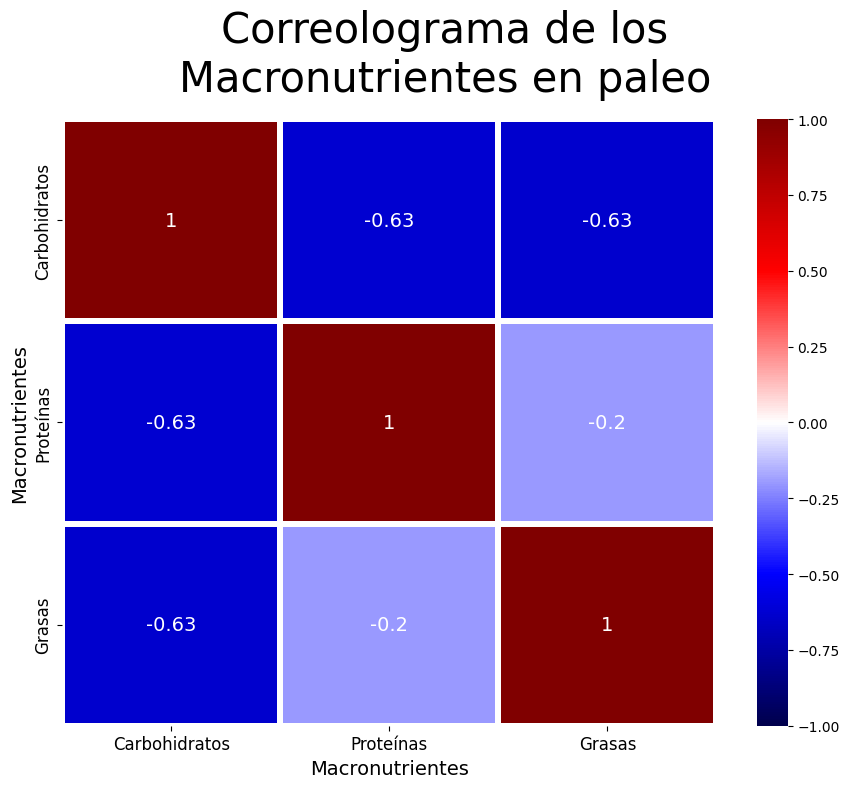 Correolograma de los
Macronutrientes en paleo
Macronutrientes
Carbohidratos
1
-0.63
-0.63
Proteínas
-0.63
1
-0.2
Grasas
-0.63
-0.2
1
Carbohidratos
Proteínas
Grasas
Macronutrientes
1.00
0.75
0.50
0.25
0.00
−0.25
−0.50
−0.75
−1.00